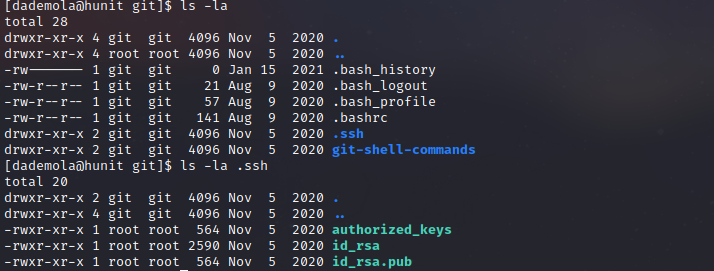 [dademola@hunit git]$ ls -la
total 28
drwxr-xr-x 4 git  git  4096 Nov  5  2020 .
drwxr-xr-x 4 root root 4096 Nov  5  2020 ..
-rw------- 1 git  git     0 Jan 15  2021 .bash_history
-rw-r--r-- 1 git  git    21 Aug  9  2020 .bash_logout
-rw-r--r-- 1 git  git    57 Aug  9  2020 .bash_profile
-rw-r--r-- 1 git  git   141 Aug  9  2020 .bashrc
drwxr-xr-x 2 git  git  4096 Nov  5  2020 .ssh
drwxr-xr-x 2 git  git  4096 Nov  5  2020 git-shell-commands
[dademola@hunit git]$ ls -la .ssh
total 20
drwxr-xr-x 2 git  git  4096 Nov  5  2020 .
drwxr-xr-x 4 git  git  4096 Nov  5  2020 ..
-rwxr-xr-x 1 root root  564 Nov  5  2020 authorized_keys
-rwxr-xr-x 1 root root 2590 Nov  5  2020 id_rsa
-rwxr-xr-x 1 root root  564 Nov  5  2020 id_rsa.pub